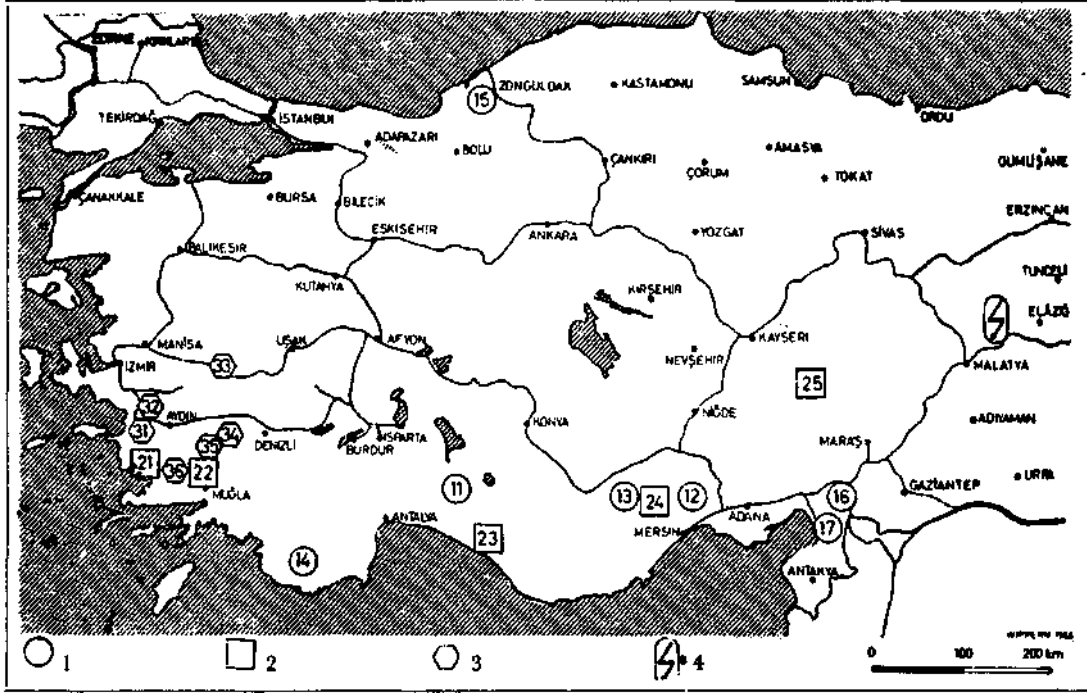 EDİRNE
KIRKLARELİ
TEKİRDAĞ
İSTANBUL
ÇANAKKALE
ADAPAZARI
BOLU
15
ZONGULDAK
KASTAMONU
SAMSUN
ORDU
AMASYA
ÇANKIRI
ÇORUM
TOKAT
GÜMÜŞANE
BURSA
BİLECİK
ESKİŞEHİR
ANKARA
YOZGAT
SİVAS
ERZİNCAN
BALIKESİR
KÜTAHYA
KIRŞEHİR
TUNCELİ
ELAZIĞ
MANİSA
UŞAK
AFYON
NEVŞEHİR
KAYSERİ
MALATYA
İZMİR
33
25
32
AYDIN
31
34
35
DENİZLİ
BURDUR
ISPARTA
KONYA
NİĞDE
ADIYAMAN
MARAŞ
21
36
22
MUĞLA
11
13
24
12
16
GAZİANTEP
URFA
ANTALYA
MERSİN
ADANA
17
23
14
ANTAKYA
1
2
3
4
0 100 200 km